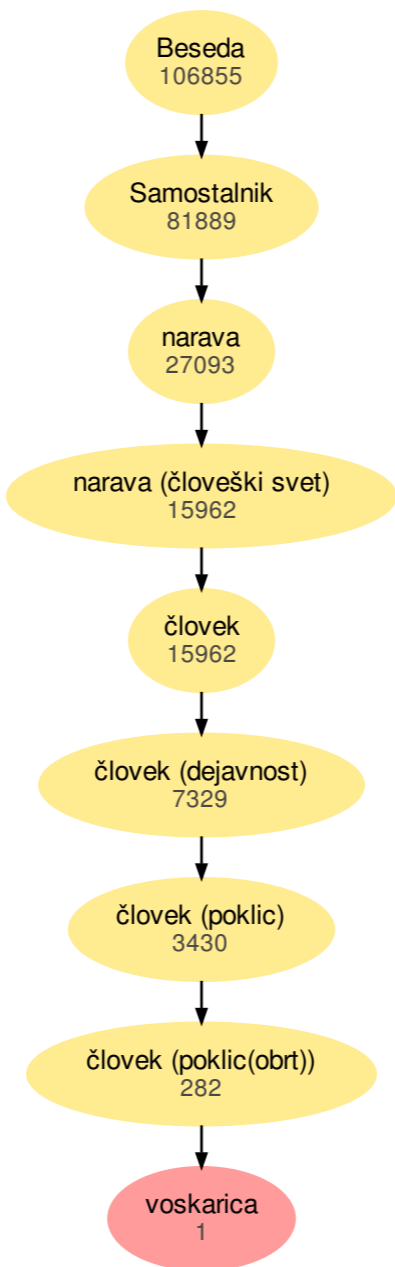 Beseda
106855
Samostalnik
81889
narava
27093
narava (človeški svet)
15962
človek
15962
človek (dejavnost)
7329
človek (poklic)
3430
človek (poklic(obrt))
282
voskarica
1